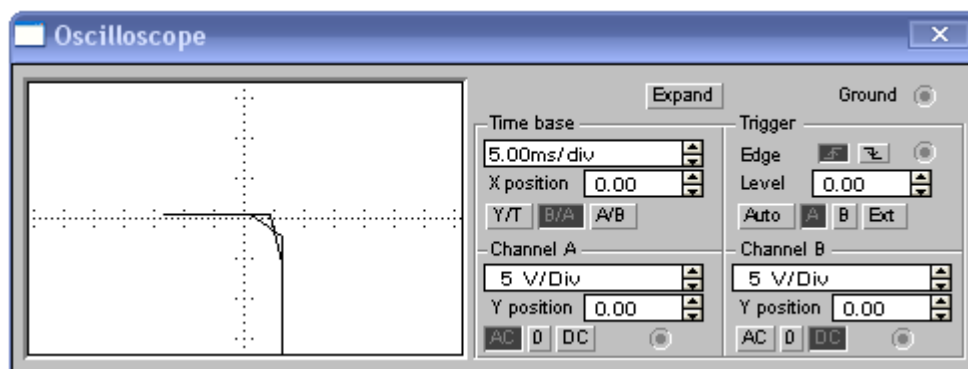 Oscilloscope
Expand
Ground
Time base
5.00ms/div
X position 0.00
Y/T B/A A/B
Trigger
Edge
Level 0.00
Auto A B Ext
Channel A
5 V/Div
Y position 0.00
AC 0 DC
Channel B
5 V/Div
Y position 0.00
AC 0 DC